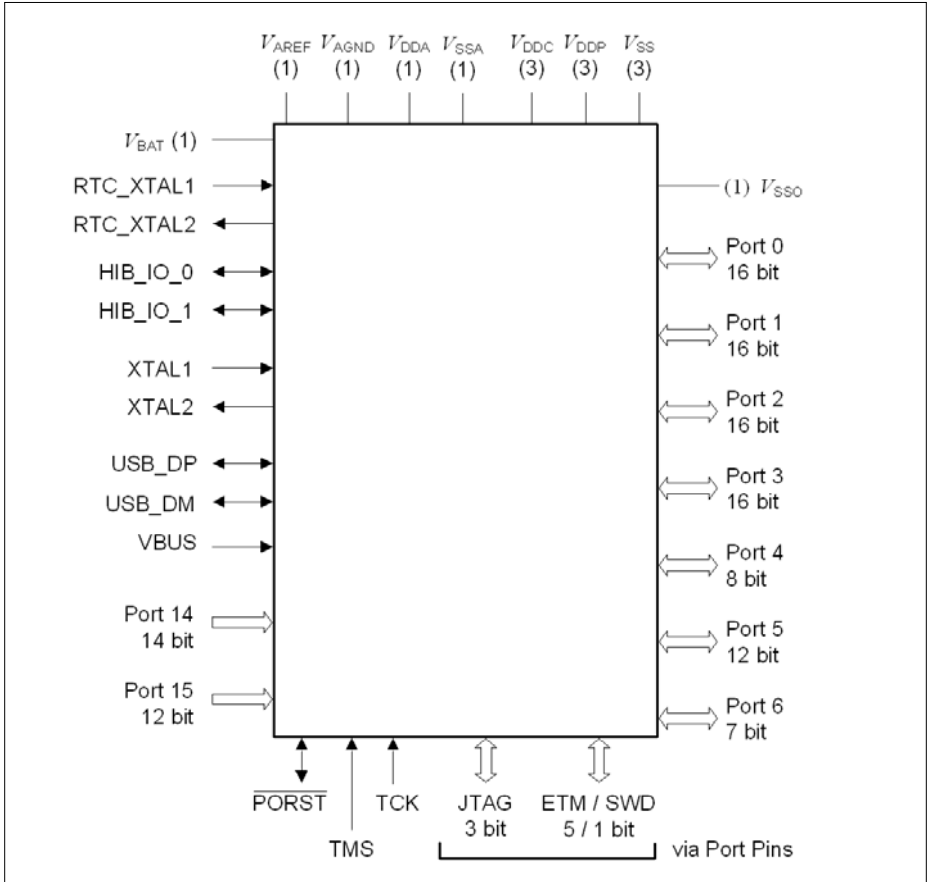 VAREF VAGND VDDA VSSA VDDC VDDP VSS
(1) (1) (1) (1) (3) (3) (3)
VBAT (1)
RTC_XTAL1
(1) VSSO
RTC_XTAL2
Port 0
16 bit
HIB_IO_0
HIB_IO_1
Port 1
16 bit
XTAL1
XTAL2
Port 2
16 bit
USB_DP
Port 3
16 bit
USB_DM
VBUS
Port 4
8 bit
Port 14
14 bit
Port 5
12 bit
Port 15
12 bit
Port 6
7 bit
PORST
TCK
JTAG
3 bit
ETM / SWD
5 / 1 bit
TMS
via Port Pins